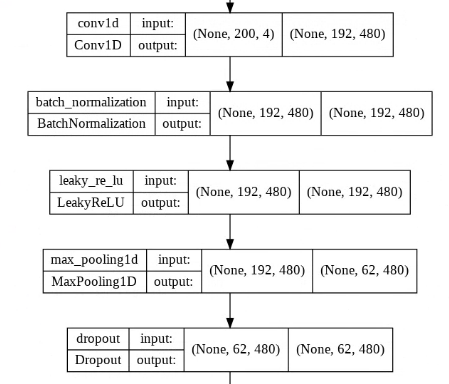 conv1d input: (None, 200, 4) (None, 192, 480)
Conv1D output:
batch_normalization input: (None, 192, 480) (None, 192, 480)
BatchNormalization output:
leaky_re_lu input: (None, 192, 480) (None, 192, 480)
LeakyReLU output:
max_pooling1d input: (None, 192, 480) (None, 62, 480)
MaxPooling1D output:
dropout input: (None, 62, 480) (None, 62, 480)
Dropout output: